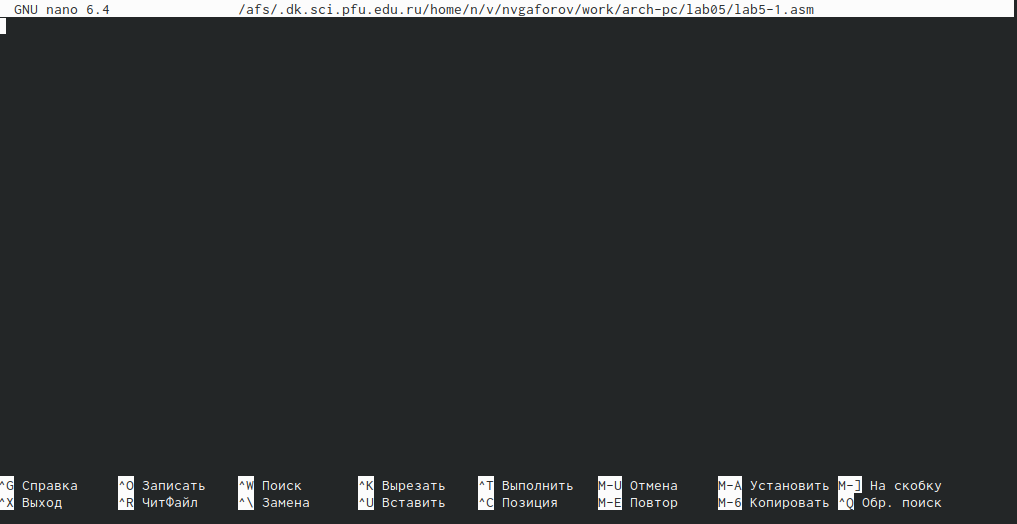 GNU nano 6.4 /afs/.dk.sci.pfu.edu.ru/home/n/v/nvgaforov/work/arch-pc/lab05/lab5-1.asm
^G Справка ^O Записать ^W Поиск ^K Вырезать ^T Выполнить M-U Отмена M-A Установить M-] На скобку
^X Выход ^R ЧитФайл ^\ Замена ^U Вставить ^C Позиция M-E Повтор M-6 Копировать ^Q Обр. поиск